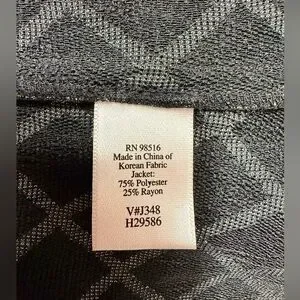 RN 98516
Made in China of
Korean Fabric
Jacket:
75% Polyester
25% Rayon
V#J348
H29586